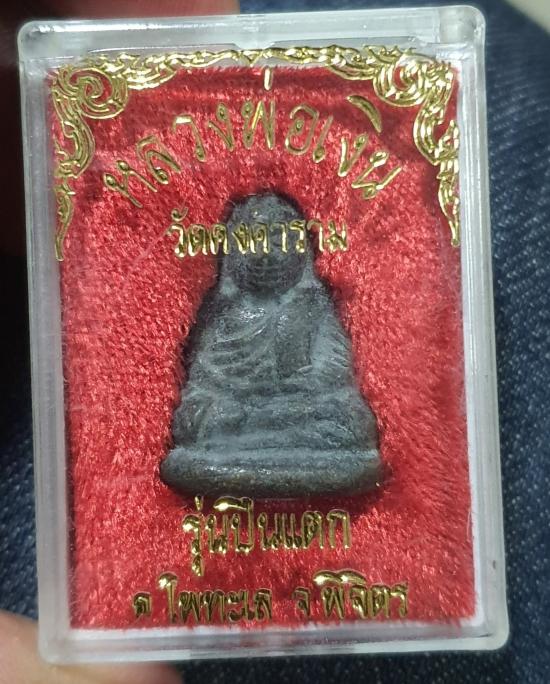 หลวงพ่อเงิน
วัดคงคาราม
รุ่นปืนแตก
ต โพทะเล จ พิจิตร